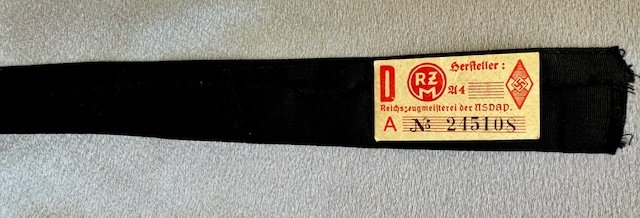 D RZM Hersteller:
A4
Reichszeugmeisterei der NSDAP.
A № 245108